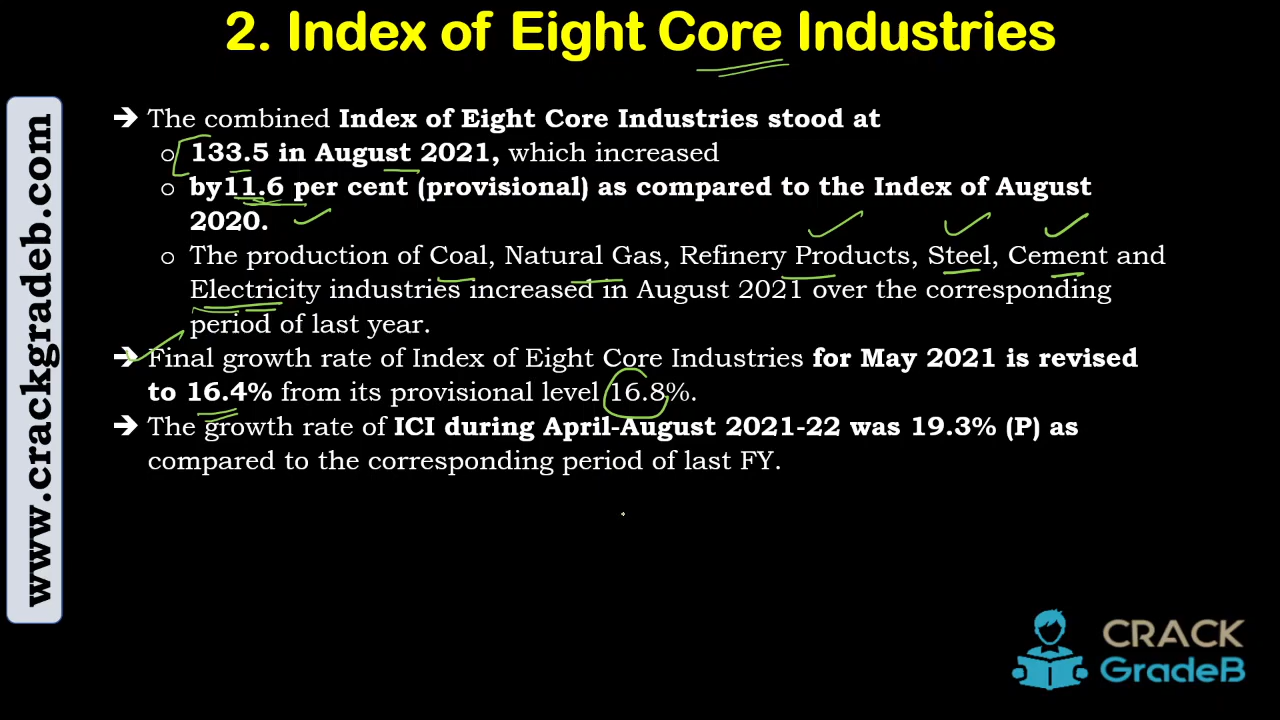 2. Index of Eight Core Industries
www.crackgradeb.com
➔ The combined Index of Eight Core Industries stood at
o 133.5 in August 2021, which increased
o by11.6 per cent (provisional) as compared to the Index of August
2020.
o The production of Coal, Natural Gas, Refinery Products, Steel, Cement and
Electricity industries increased in August 2021 over the corresponding
period of last year.
➔ Final growth rate of Index of Eight Core Industries for May 2021 is revised
to 16.4% from its provisional level 16.8%.
➔ The growth rate of ICI during April-August 2021-22 was 19.3% (P) as
compared to the corresponding period of last FY.
CRACK
GradeB